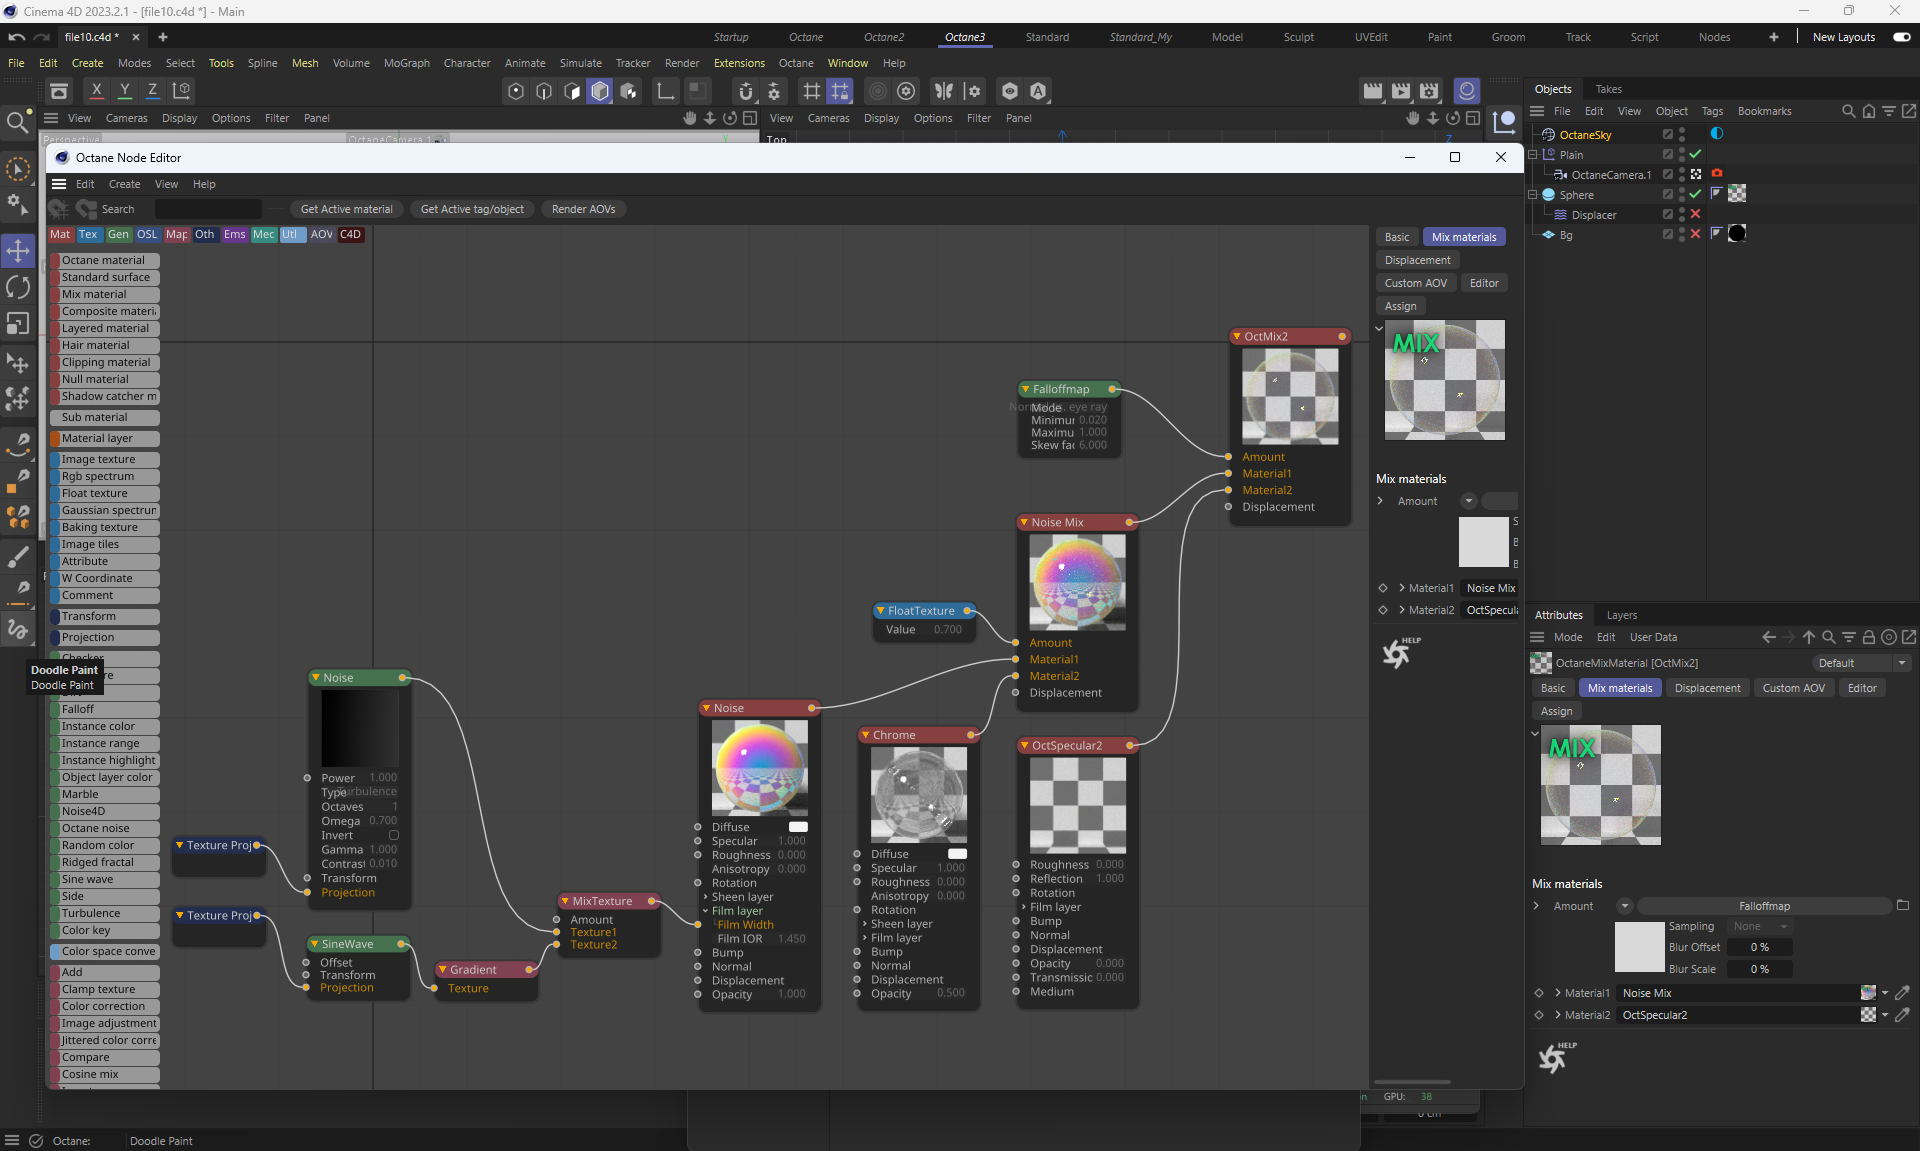 Cinema 4D 2023.2.1 - [file10.c4d *] - Main
file10.c4d *
Startup Octane Octane2 Octane3 Standard Standard_My Model Sculpt UVEdit Paint Groom Track Script Nodes New Layouts
File Edit Create Modes Select Tools Spline Mesh Volume MoGraph Character Animate Simulate Tracker Render Extensions Octane Window Help
X Y Z
View Cameras Display Options Filter Panel
View Cameras Display Options Filter Panel
Perspective OctaneCamera.1
Top
Z
Octane Node Editor
Edit Create View Help
Search
Get Active material Get Active tag/object Render AOVs
Mat Tex Gen OSL Map Oth Ems Mec Utl AOV C4D
Octane material
Standard surface
Mix material
Composite materi
Layered material
Hair material
Clipping material
Null material
Shadow catcher m
Sub material
Material layer
Image texture
Rgb spectrum
Float texture
Gaussian spectrun
Baking texture
Image tiles
Attribute
W Coordinate
Comment
Transform
Projection
Checker
Doodle Paint
Doodle Paint
Falloff
Instance color
Instance range
Instance highlight
Object layer color
Marble
Noise4D
Octane noise
Random color
Ridged fractal
Sine wave
Side
Turbulence
Color key
Color space conve
Add
Clamp texture
Color correction
Image adjustment
Jittered color corre
Compare
Cosine mix
Texture Proj
Texture Proj
Noise
Power 1.000
Type Turbulence
Octaves 1
Omega 0.700
Invert
Gamma 1.000
Contras 0.010
Transform
Projection
SineWave
Offset
Transform
Projection
Gradient
Texture
MixTexture
Amount
Texture1
Texture2
Noise
Diffuse
Specular 1.000
Roughness 0.000
Anisotropy 0.000
Rotation
Sheen layer
Film layer
Film Width
Film IOR 1.450
Bump
Normal
Displacement
Opacity 1.000
FloatTexture
Value 0.700
Chrome
Diffuse
Specular 1.000
Roughness 0.000
Anisotropy 0.000
Rotation
Sheen layer
Film layer
Bump
Normal
Displacement
Opacity 0.500
Falloffmap
Mode Normal vs. eye ray
Minimu 0.020
Maximu 1.000
Skew fac 6.000
Noise Mix
Amount
Material1
Material2
Displacement
OctSpecular2
Roughness 0.000
Reflection 1.000
Rotation
Film layer
Bump
Normal
Displacement
Opacity 0.000
Transmissic 0.000
Medium
OctMix2
Amount
Material1
Material2
Displacement
Basic Mix materials
Displacement
Custom AOV Editor
Assign
MIX
Mix materials
Amount
S
B
B
Material1 Noise Mix
Material2 OctSpecula
HELP
Objects Takes
File Edit View Object Tags Bookmarks
OctaneSky
Plain
OctaneCamera.1
Sphere
Displacer
Bg
Attributes Layers
Mode Edit User Data
OctaneMixMaterial [OctMix2] Default
Basic Mix materials Displacement Custom AOV Editor
Assign
MIX
Mix materials
Amount Falloffmap
Sampling None
Blur Offset 0 %
Blur Scale 0 %
Material1 Noise Mix
Material2 OctSpecular2
HELP
GPU: 38
0 cm
Octane: Doodle Paint